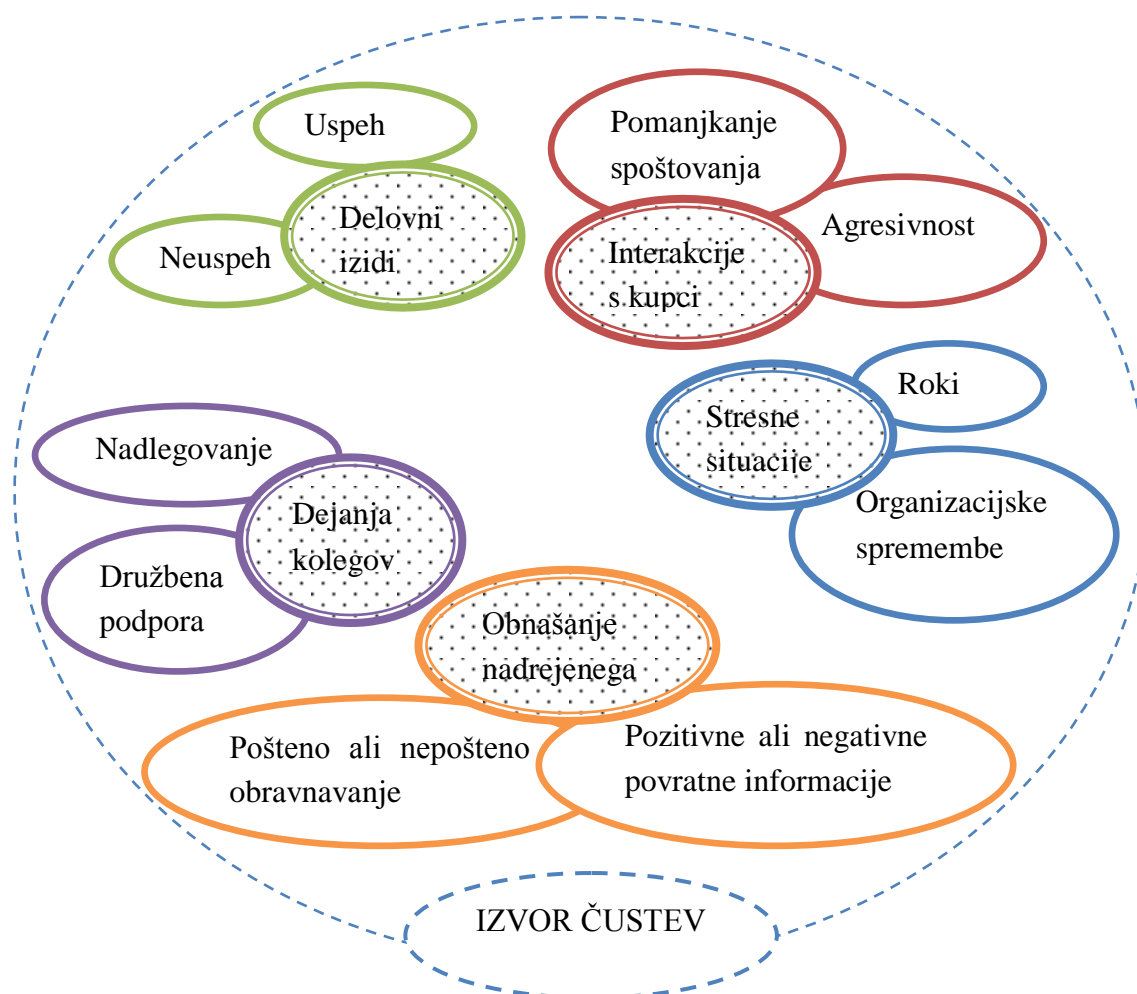 Uspeh
Neuspeh
Delovni
izidi
Pomanjkanje
spoštovanja
Agresivnost
Interakcije
s kupci
Roki
Stresne
situacije
Organizacijske
spremembe
Nadlegovanje
Dejanja
kolegov
Družbena
podpora
Obnašanje
nadrejenega
Pošteno ali nepošteno
obravnavanje
Pozitivne ali negativne
povratne informacije
IZVOR ČUSTEV